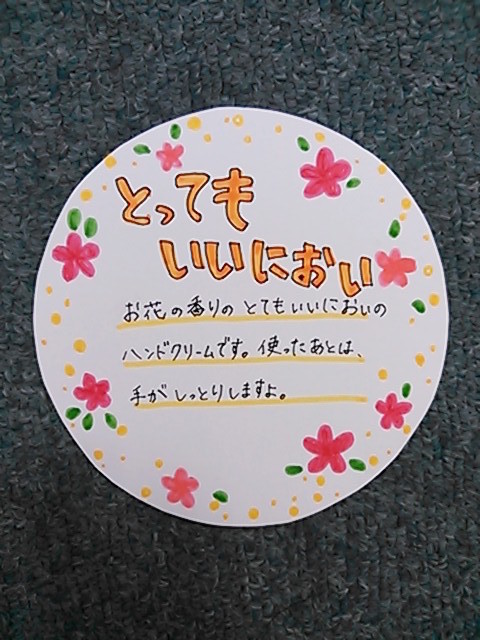 とっても
いいにおい
お花の香りの とてもいいにおいの
ハンドクリームです。使ったあとは、
手がしっとりしますよ。